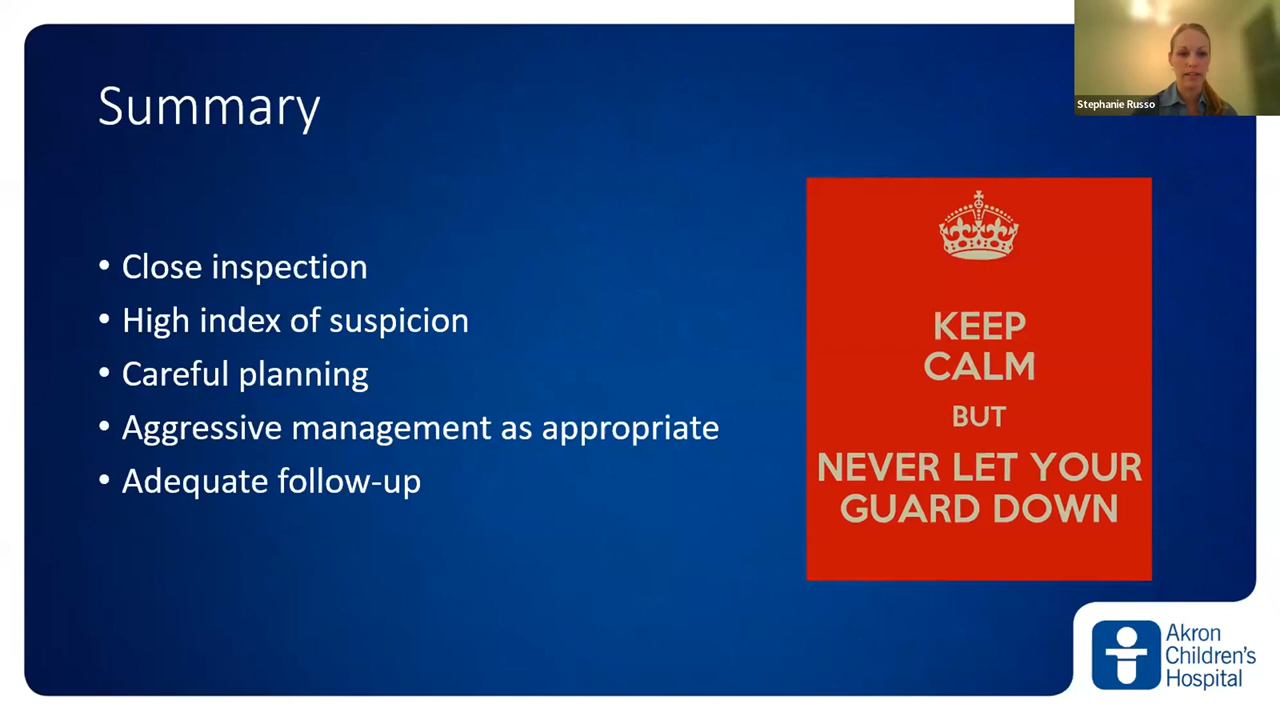 Stephanie Russo
Summary
• Close inspection
• High index of suspicion
• Careful planning
• Aggressive management as appropriate
• Adequate follow-up
KEEP
CALM
BUT
NEVER LET YOUR
GUARD DOWN
Akron
Children's
Hospital